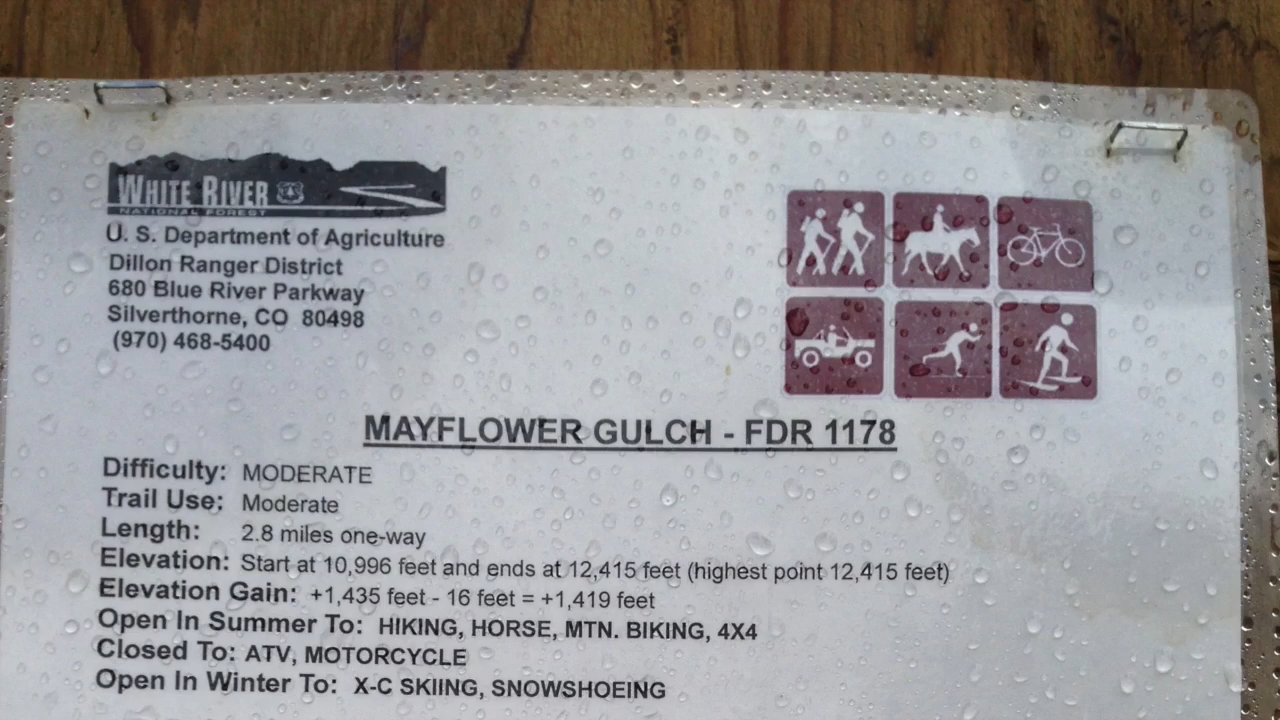 WHITE RIVER
NATIONAL FOREST
U. S. Department of Agriculture
Dillon Ranger District
680 Blue River Parkway
Silverthorne, CO 80498
(970) 468-5400
MAYFLOWER GULCH - FDR 1178
Difficulty: MODERATE
Trail Use: Moderate
Length: 2.8 miles one-way
Elevation: Start at 10,996 feet and ends at 12,415 feet (highest point 12,415 feet)
Elevation Gain: +1,435 feet - 16 feet = +1,419 feet
Open In Summer To: HIKING, HORSE, MTN. BIKING, 4X4
Closed To: ATV, MOTORCYCLE
Open In Winter To: X-C SKIING, SNOWSHOEING